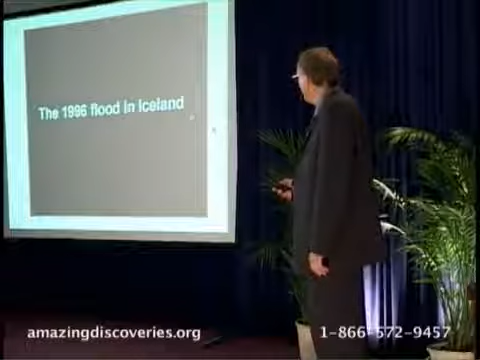 The 1996 flood in Iceland
amazingdiscoveries.org
1-866-572-9457